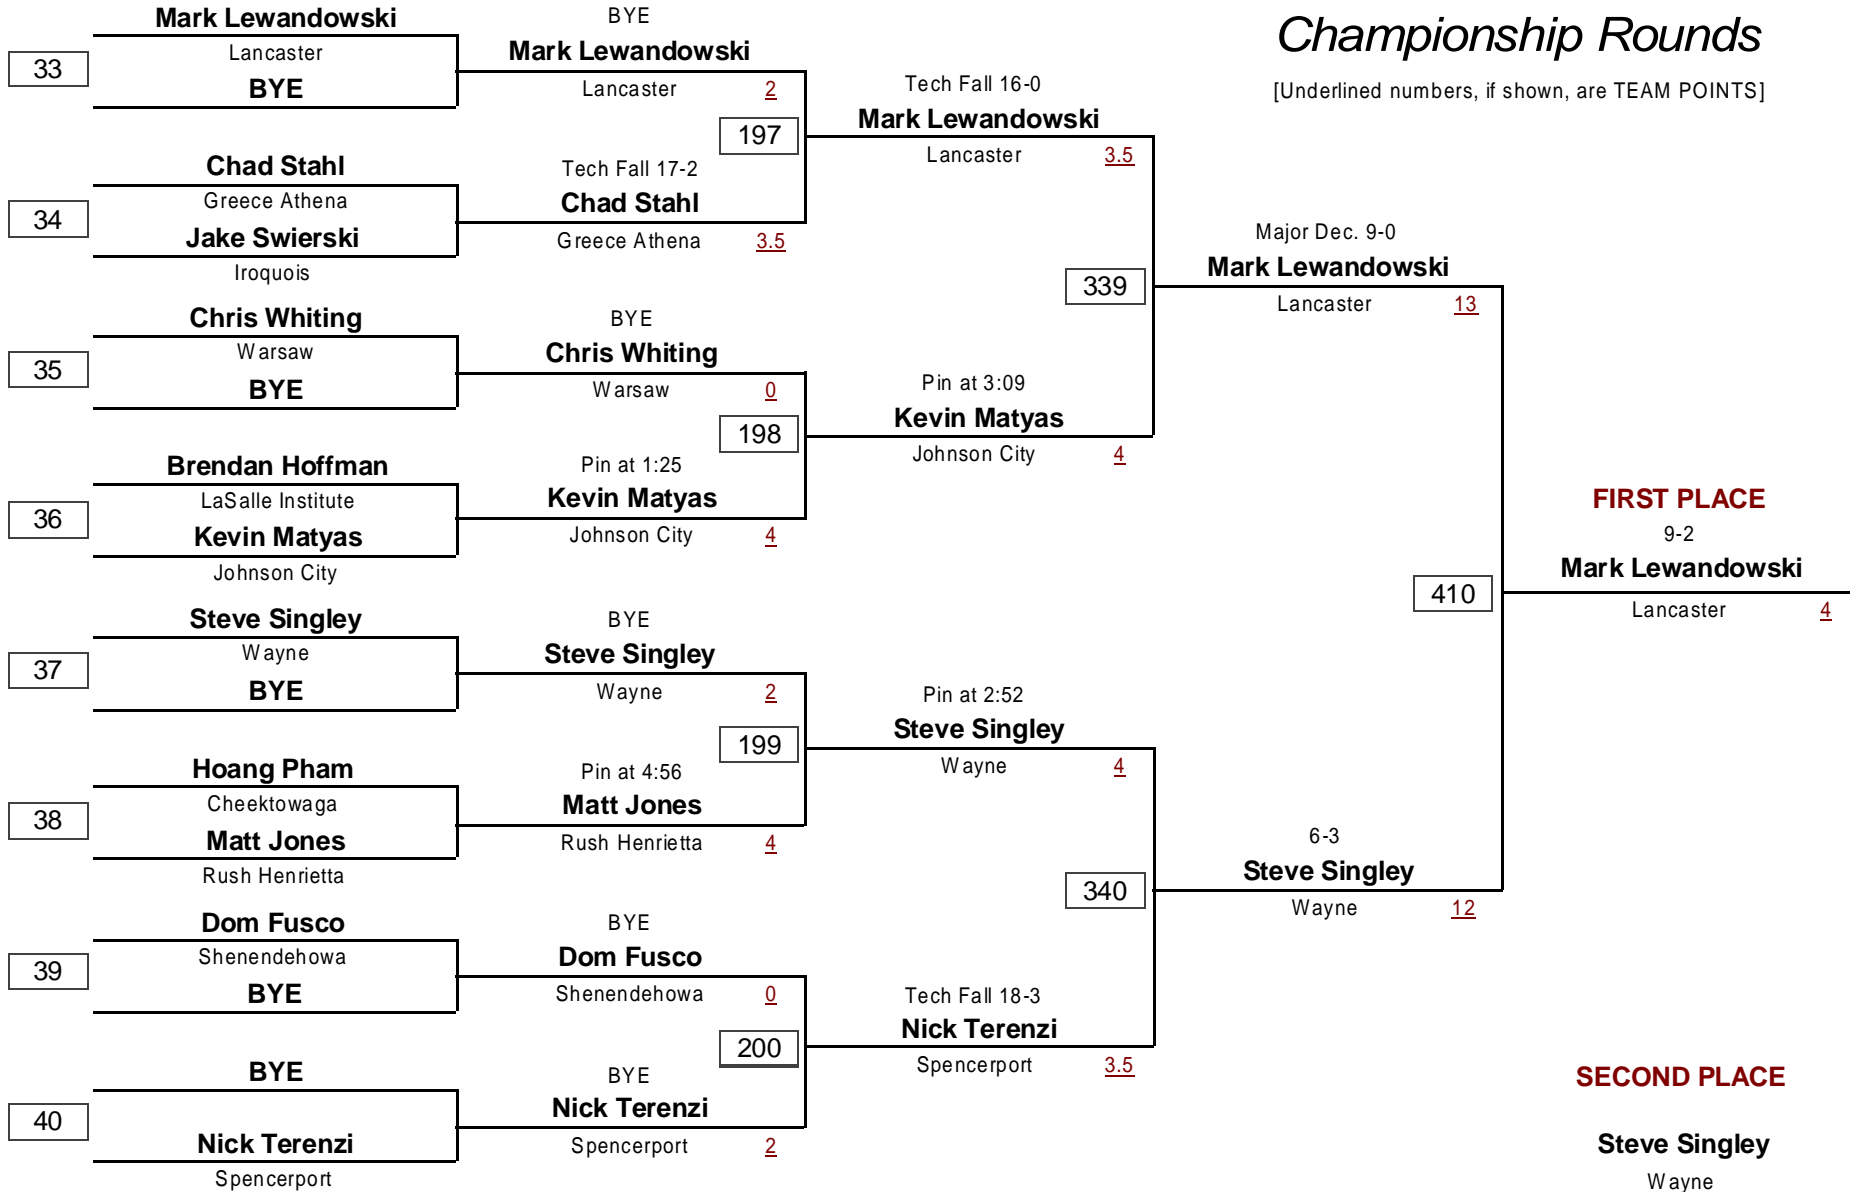 Championship Rounds
[Underlined numbers, if shown, are TEAM POINTS]
Mark Lewandowski
Lancaster
33
BYE
Chad Stahl
Greece Athena
34
Jake Swierski
Iroquois
Chris Whiting
Warsaw
35
BYE
Brendan Hoffman
LaSalle Institute
36
Kevin Matyas
Johnson City
Steve Singley
Wayne
37
BYE
Hoang Pham
Cheektowaga
38
Matt Jones
Rush Henrietta
Dom Fusco
Shenendehowa
39
BYE
BYE
40
Nick Terenzi
Spencerport
BYE
Mark Lewandowski
Lancaster 2
197
Tech Fall 17-2
Chad Stahl
Greece Athena 3.5
BYE
Chris Whiting
Warsaw 0
198
Pin at 1:25
Kevin Matyas
Johnson City 4
BYE
Steve Singley
Wayne 2
199
Pin at 4:56
Matt Jones
Rush Henrietta 4
BYE
Dom Fusco
Shenendehowa 0
200
BYE
Nick Terenzi
Spencerport 2
Tech Fall 16-0
Mark Lewandowski
Lancaster 3.5
339
Pin at 3:09
Kevin Matyas
Johnson City 4
Pin at 2:52
Steve Singley
Wayne 4
340
Tech Fall 18-3
Nick Terenzi
Spencerport 3.5
Major Dec. 9-0
Mark Lewandowski
Lancaster 13
410
6-3
Steve Singley
Wayne 12
FIRST PLACE
9-2
Mark Lewandowski
Lancaster 4
SECOND PLACE
Steve Singley
Wayne